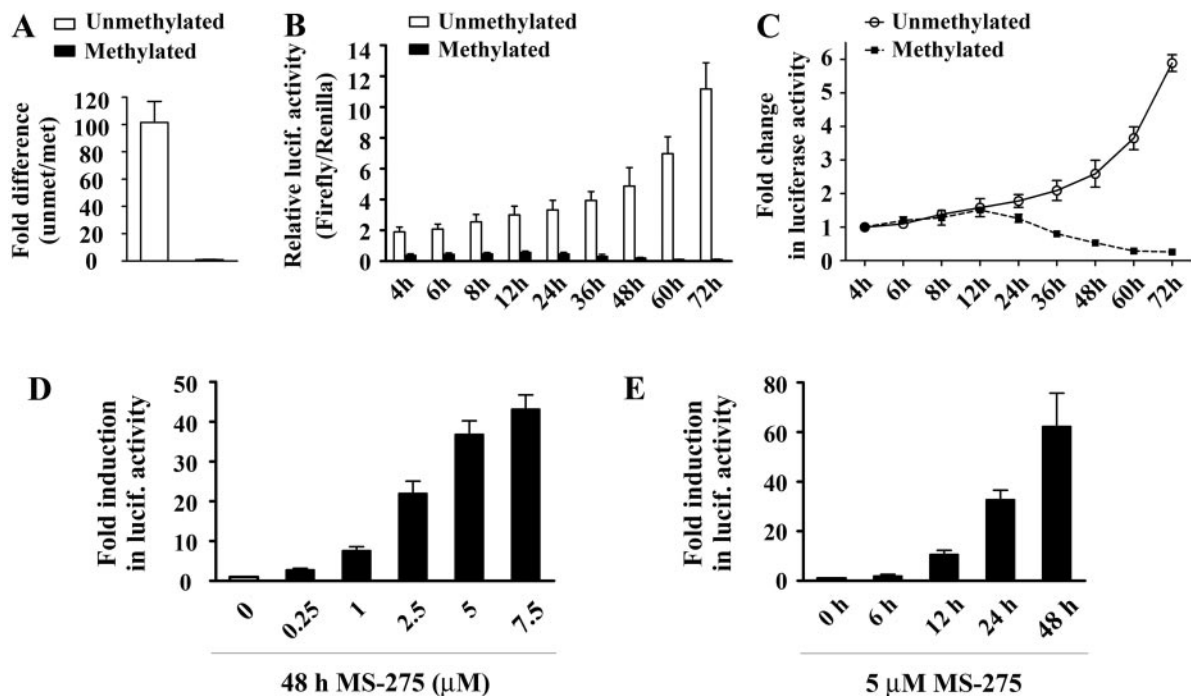 A
Unmethylated
Methylated
Fold difference
(unmet/met)
120
100
80
60
40
20
0
B
Unmethylated
Methylated
Relative lucif. activity
(Firefly/Renilla)
14
12
10
8
6
4
2
0
4h 6h 8h 12h 24h 36h 48h 60h 72h
C
Unmethylated
Methylated
Fold change
in luciferase activity
6
5
4
3
2
1
0
4h 6h 8h 12h 24h 36h 48h 60h 72h
D
Fold induction
in lucif. activity
50
40
30
20
10
0
0 0.25 1 2.5 5 7.5
48 h MS-275 (μM)
E
Fold induction
in lucif. activity
80
60
40
20
0
0 h 6 h 12 h 24 h 48 h
5 μM MS-275